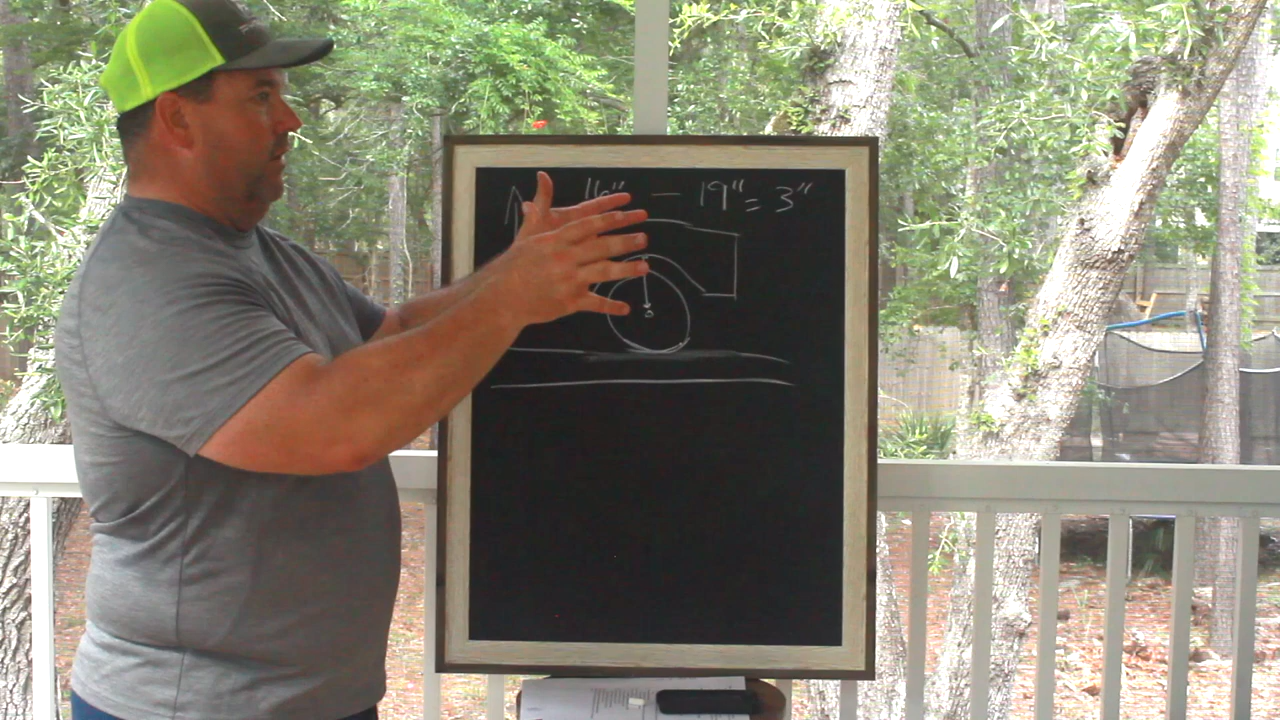 16" — 19" = 3"